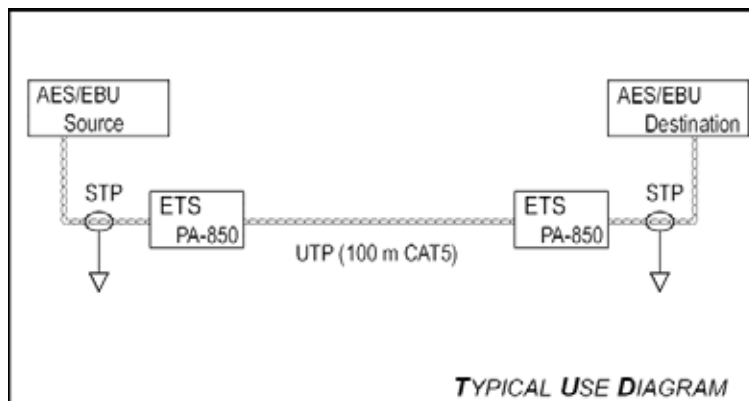 AES/EBU
Source
AES/EBU
Destination
STP
ETS
PA-850
ETS
PA-850
STP
UTP (100 m CAT5)
TYPICAL USE DIAGRAM